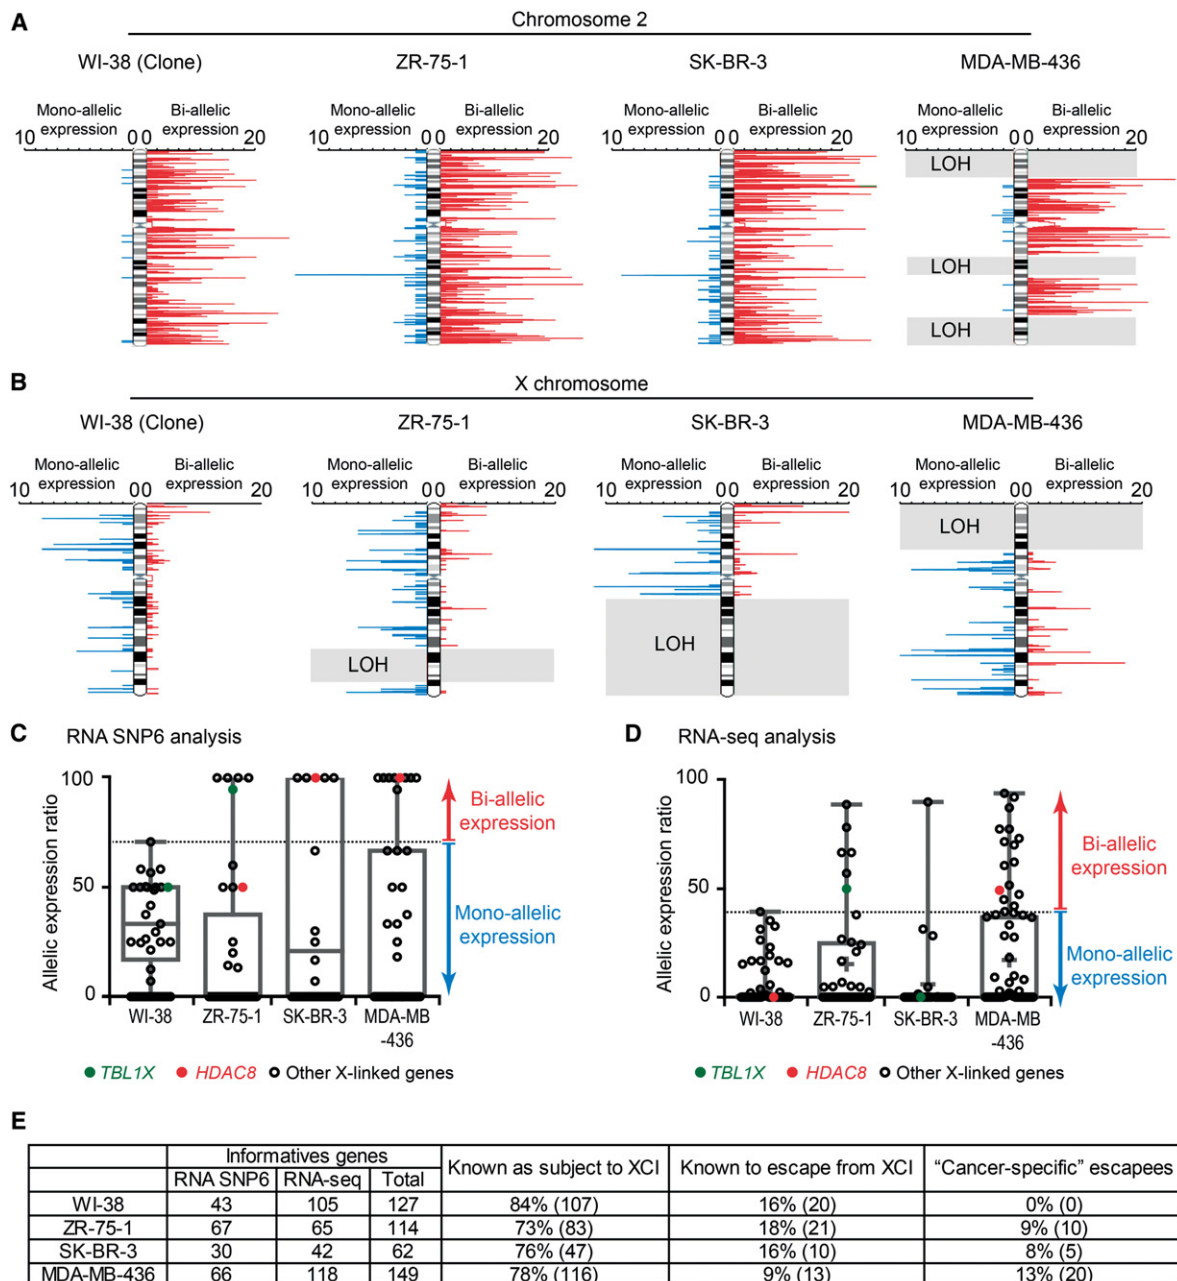 A
Chromosome 2
WI-38 (Clone) ZR-75-1 SK-BR-3 MDA-MB-436
Mono-allelic Bi-allelic Mono-allelic Bi-allelic Mono-allelic Bi-allelic Mono-allelic Bi-allelic
10 expression 0 0 expression 20 10 expression 0 0 expression 20 10 expression 0 0 expression 20 10 expression 0 0 expression 20
LOH
LOH
LOH
B
X chromosome
WI-38 (Clone) ZR-75-1 SK-BR-3 MDA-MB-436
Mono-allelic Bi-allelic Mono-allelic Bi-allelic Mono-allelic Bi-allelic Mono-allelic Bi-allelic
expression expression expression expression expression expression expression expression
10 0 0 20 10 0 0 20 10 0 0 20 10 0 0 20
LOH
LOH
LOH
C RNA SNP6 analysis
Allelic expression ratio
100
50
0
Bi-allelic
expression
Mono-allelic
expression
WI-38 ZR-75-1 SK-BR-3 MDA-MB
-436
TBL1X HDAC8 Other X-linked genes
D RNA-seq analysis
Allelic expression ratio
100
50
0
Bi-allelic
expression
Mono-allelic
expression
WI-38 ZR-75-1 SK-BR-3 MDA-MB
-436
TBL1X HDAC8 Other X-linked genes
E
Informatives genes Known as subject to XCI Known to escape from XCI “Cancer-specific” escapees
RNA SNP6 RNA-seq Total
WI-38 43 105 127 84% (107) 16% (20) 0% (0)
ZR-75-1 67 65 114 73% (83) 18% (21) 9% (10)
SK-BR-3 30 42 62 76% (47) 16% (10) 8% (5)
MDA-MB-436 66 118 149 78% (116) 9% (13) 13% (20)